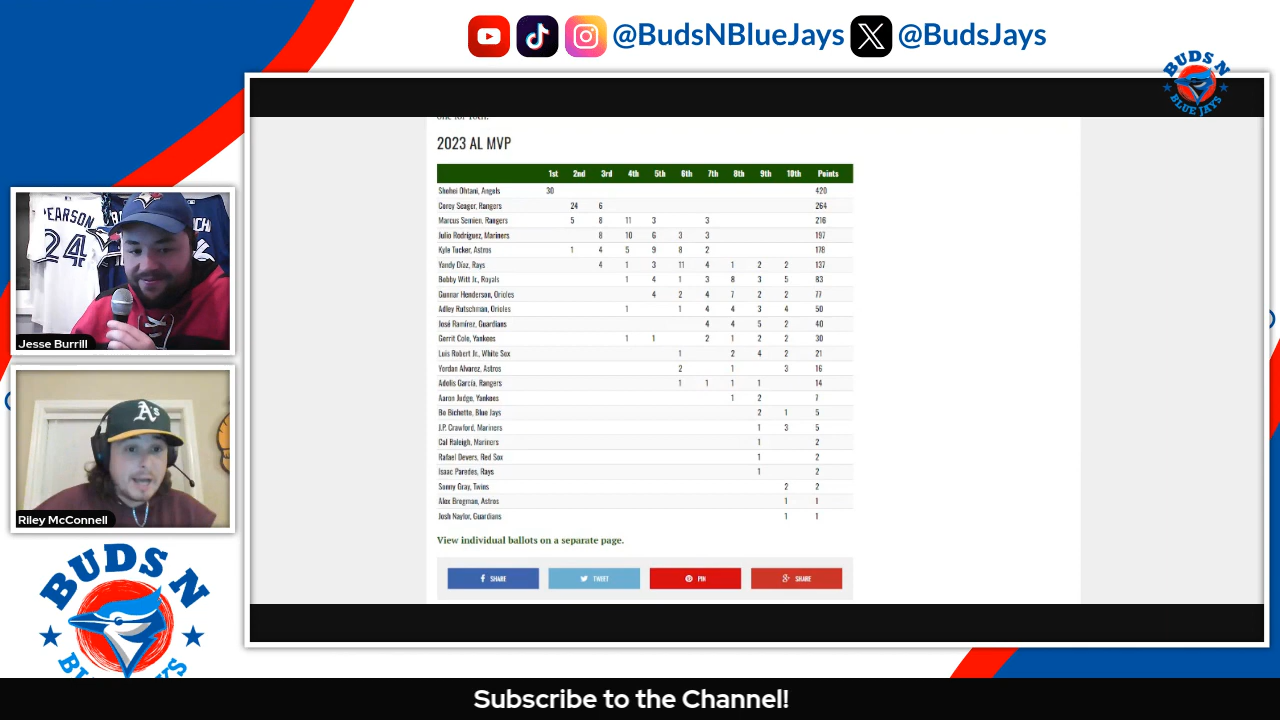 @BudsNBlueJays @BudsJays
BUDS N
BLUE JAYS
2023 AL MVP
1st 2nd 3rd 4th 5th 6th 7th 8th 9th 10th Points
Shohei Ohtani, Angels 30 420
Corey Seager, Rangers 24 6 264
Marcus Semien, Rangers 5 8 11 3 3 216
Julio Rodríguez, Mariners 8 10 6 3 3 197
Kyle Tucker, Astros 1 4 5 9 8 2 178
Yandy Díaz, Rays 4 1 3 11 4 1 2 2 137
Bobby Witt Jr., Royals 1 4 1 3 8 3 5 83
Gunnar Henderson, Orioles 4 2 4 7 2 2 77
Adley Rutschman, Orioles 1 1 4 4 3 4 50
José Ramírez, Guardians 4 4 5 2 40
Gerrit Cole, Yankees 1 1 2 1 2 2 30
Luis Robert Jr., White Sox 1 2 4 2 21
Yordan Alvarez, Astros 2 1 3 16
Adolis García, Rangers 1 1 1 1 14
Aaron Judge, Yankees 1 2 7
Bo Bichette, Blue Jays 2 1 5
J.P. Crawford, Mariners 1 3 5
Cal Raleigh, Mariners 1 2
Rafael Devers, Red Sox 1 2
Isaac Paredes, Rays 1 2
Sonny Gray, Twins 2 2
Alex Bregman, Astros 1 1
Josh Naylor, Guardians 1 1
View individual ballots on a separate page.
SHARE TWEET PIN SHARE
PEARSON
24
Jesse Burrill
A's
Riley McConnell
BUDS N
BLUE JAYS
Subscribe to the Channel!